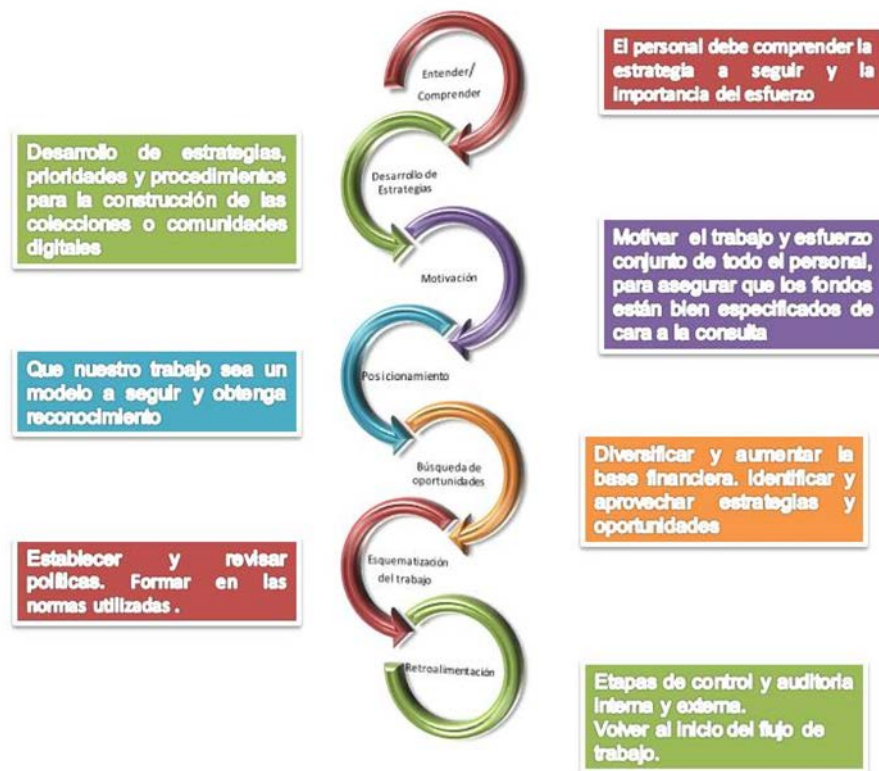 Entender/
Comprender
El personal debe comprender la
estrategia a seguir y la
importancia del esfuerzo
Desarrollo de
Estrategias
Desarrollo de estrategias,
prioridades y procedimientos
para la construcción de las
colecciones o comunidades
digitales
Motivación
Motivar el trabajo y esfuerzo
conjunto de todo el personal,
para asegurar que los fondos
están bien especificados de
cara a la consulta
Posicionamiento
Que nuestro trabajo sea un
modelo a seguir y obtenga
reconocimiento
Búsqueda de
oportunidades
Diversificar y aumentar la
base financiera. Identificar y
aprovechar estrategias y
oportunidades
Esquematización
del trabajo
Establecer y revisar
políticas. Formar en las
normas utilizadas .
Retroalimentación
Etapas de control y auditoria
interna y externa.
Volver al inicio del flujo de
trabajo.